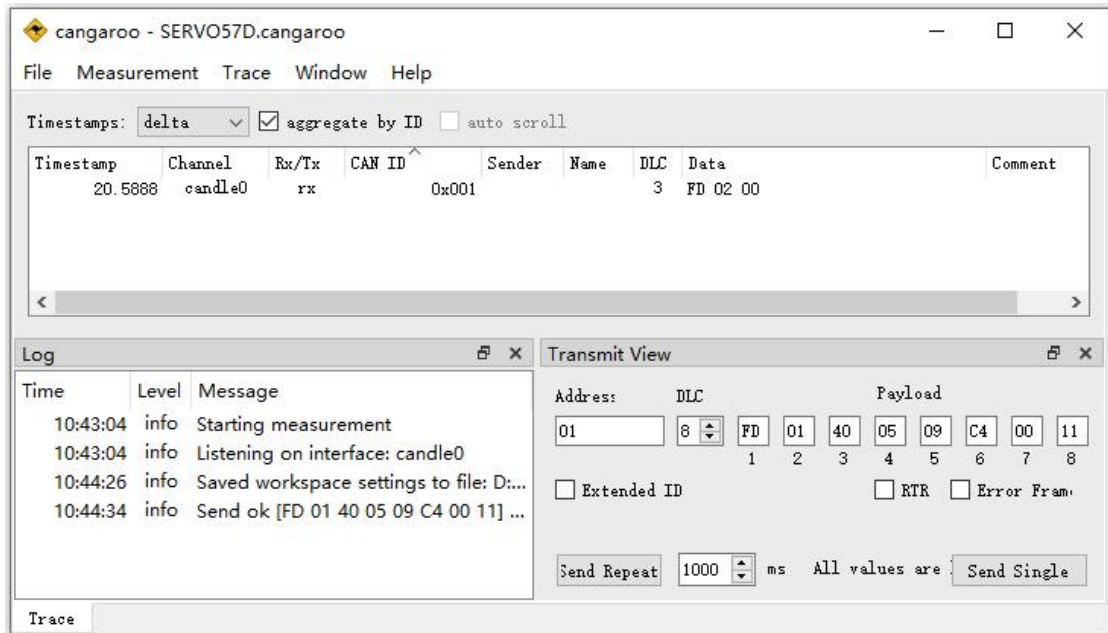 cangaroo - SERVO57D.cangaroo
File Measurement Trace Window Help
Timestamps: delta aggregate by ID auto scroll
Timestamp Channel Rx/Tx CAN ID Sender Name DLC Data Comment
20.5888 candle0 rx 0x001 3 FD 02 00
Log
Time Level Message
10:43:04 info Starting measurement
10:43:04 info Listening on interface: candle0
10:44:26 info Saved workspace settings to file: D:...
10:44:34 info Send ok [FD 01 40 05 09 C4 00 11] ...
Transmit View
Address DLC Payload
01 8 FD 01 40 05 09 C4 00 11
1 2 3 4 5 6 7 8
Extended ID RTR Error Fram
Send Repeat 1000 ms All values are Send Single
Trace